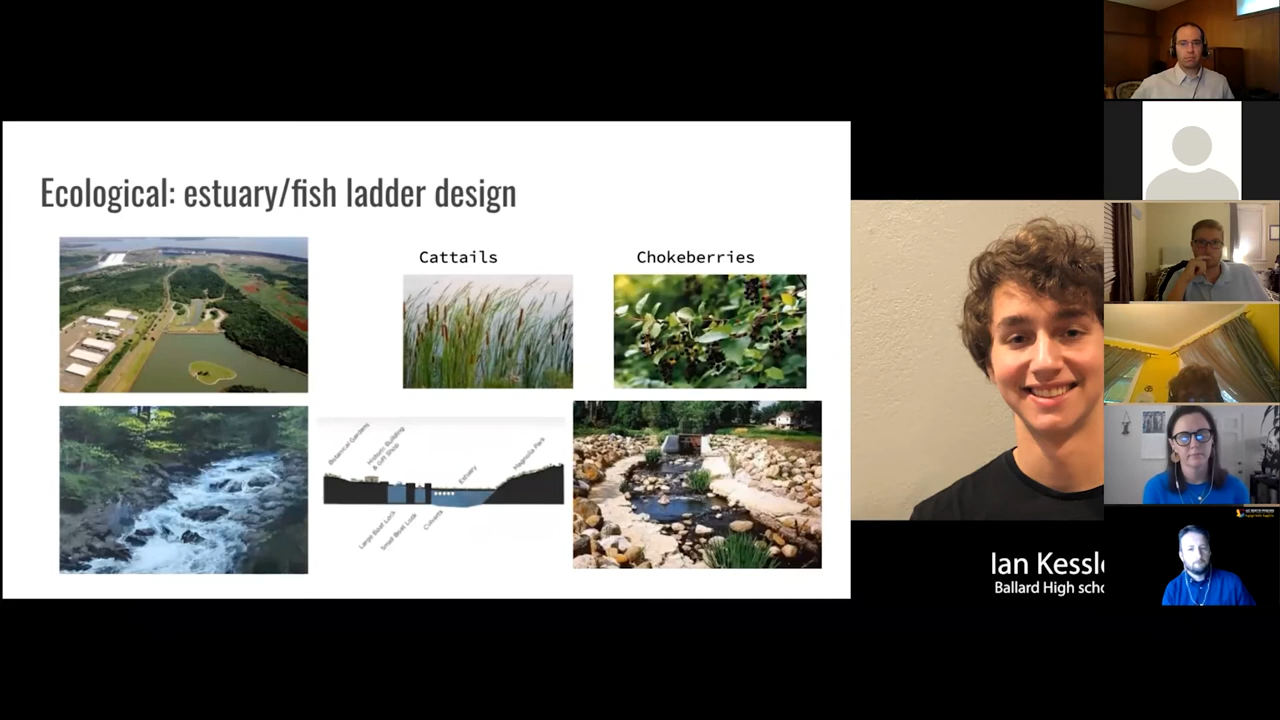 Ecological: estuary/fish ladder design
Cattails
Chokeberries
Botanical Gardens
Historic Building
& Gift Shop
Estuary
Magnolia Park
Large Boat Lock
Small Boat Lock
Culverts
Ian Kessl
Ballard High scho